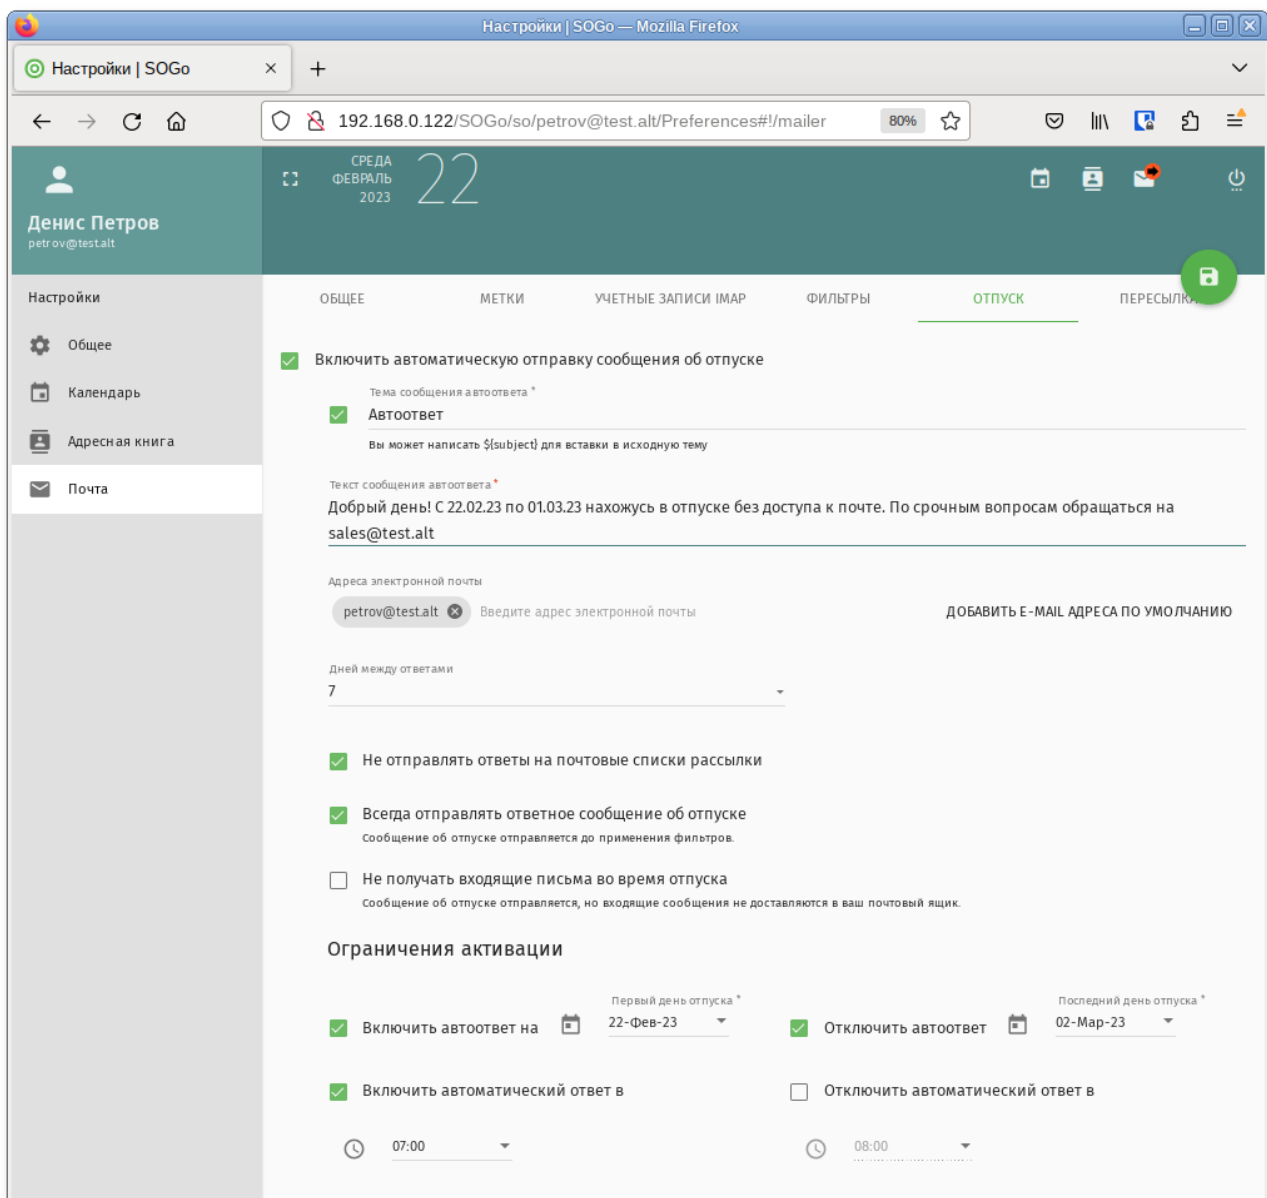 Настройки | SOGo — Mozilla Firefox
Настройки | SOGo
192.168.0.122/SOGo/so/petrov@test.alt/Preferences#!/mailer 80%
СРЕДА
ФЕВРАЛЬ
2023
22
Денис Петров
petrov@test.alt
Настройки
Общее
Календарь
Адресная книга
Почта
ОБЩЕЕ МЕТКИ УЧЕТНЫЕ ЗАПИСИ IMAP ФИЛЬТРЫ ОТПУСК ПЕРЕСЫЛКА
Включить автоматическую отправку сообщения об отпуске
Тема сообщения автоответа *
Автоответ
Вы может написать ${subject} для вставки в исходную тему
Текст сообщения автоответа *
Добрый день! С 22.02.23 по 01.03.23 нахожусь в отпуске без доступа к почте. По срочным вопросам обращаться на
sales@test.alt
Адреса электронной почты
petrov@test.alt Введите адрес электронной почты ДОБАВИТЬ E-MAIL АДРЕСА ПО УМОЛЧАНИЮ
Дней между ответами
7
Не отправлять ответы на почтовые списки рассылки
Всегда отправлять ответное сообщение об отпуске
Сообщение об отпуске отправляется до применения фильтров.
Не получать входящие письма во время отпуска
Сообщение об отпуске отправляется, но входящие сообщения не доставляются в ваш почтовый ящик.
Ограничения активации
Первый день отпуска * Последний день отпуска *
Включить автоответ на 22-Фев-23 Отключить автоответ 02-Мар-23
Включить автоматический ответ в Отключить автоматический ответ в
07:00 08:00